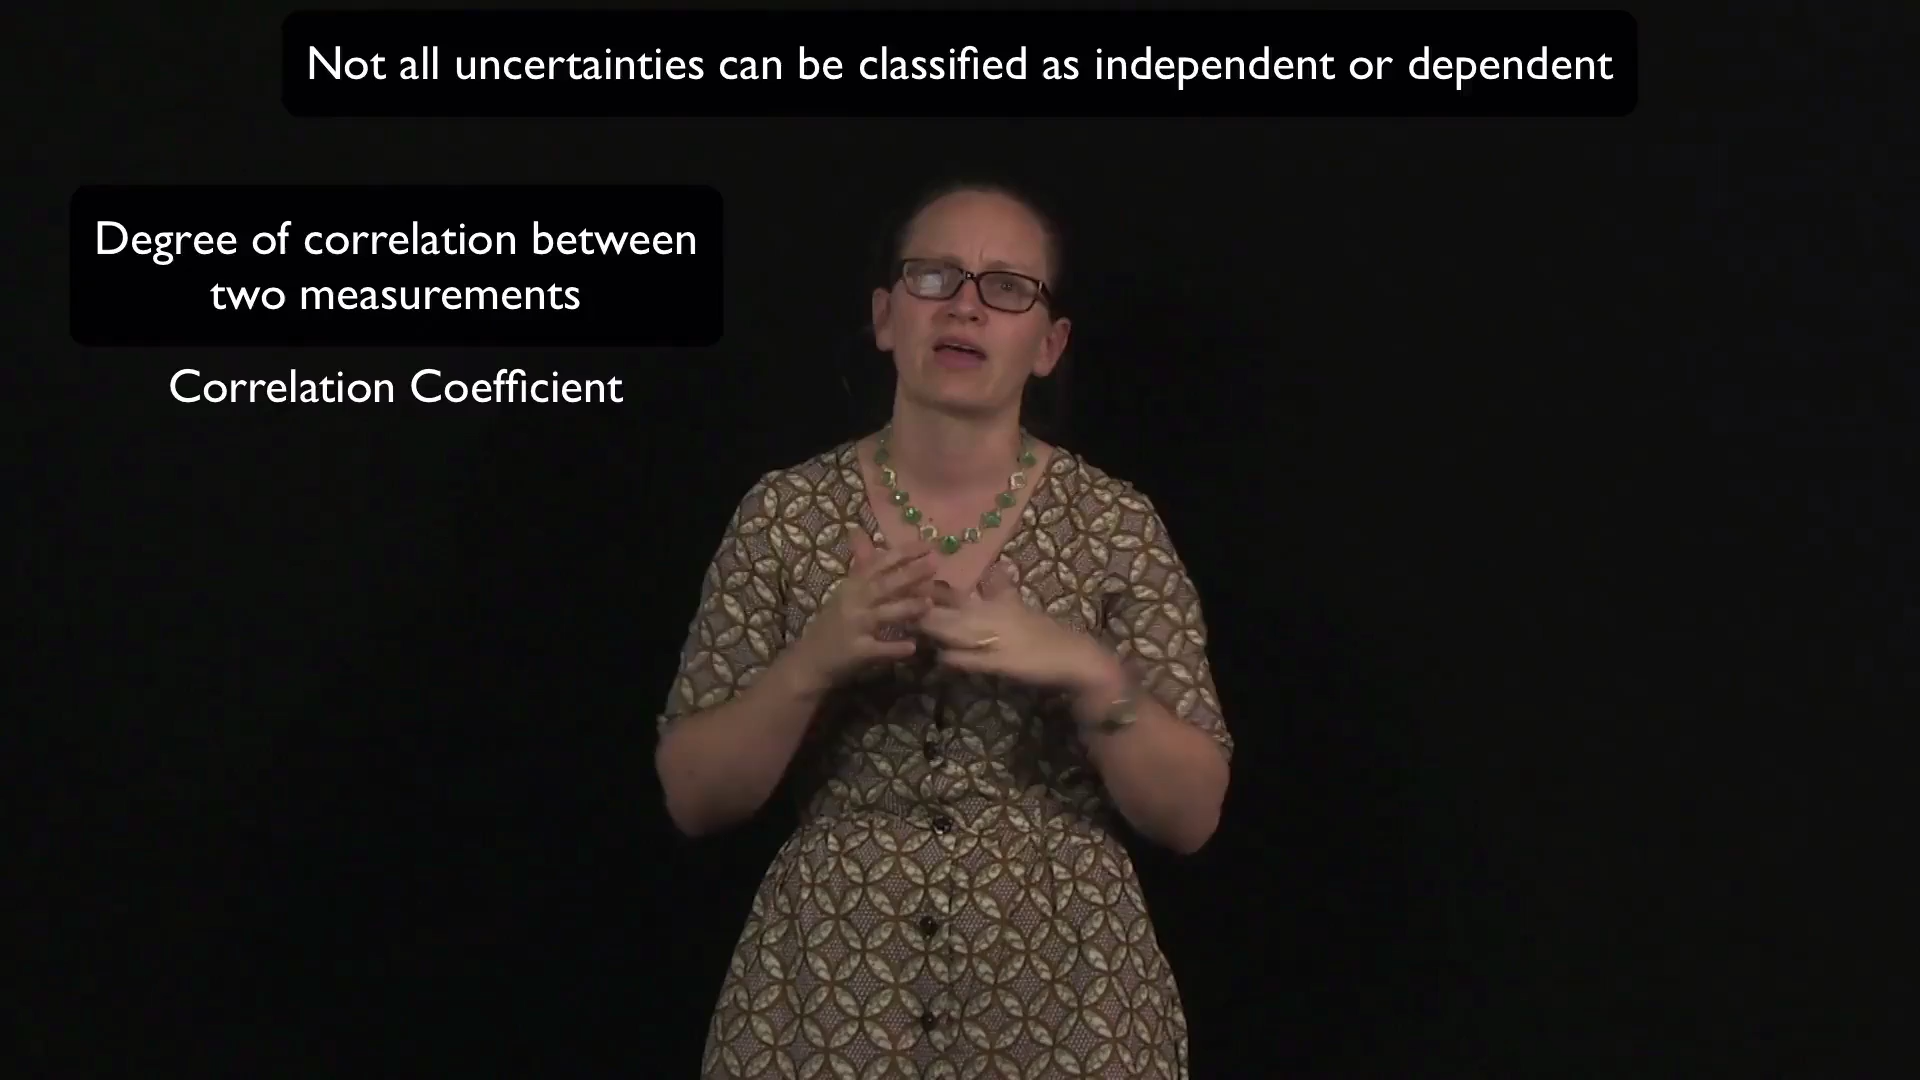 Not all uncertainties can be classified as independent or dependent
Degree of correlation between
two measurements
Correlation Coefficient